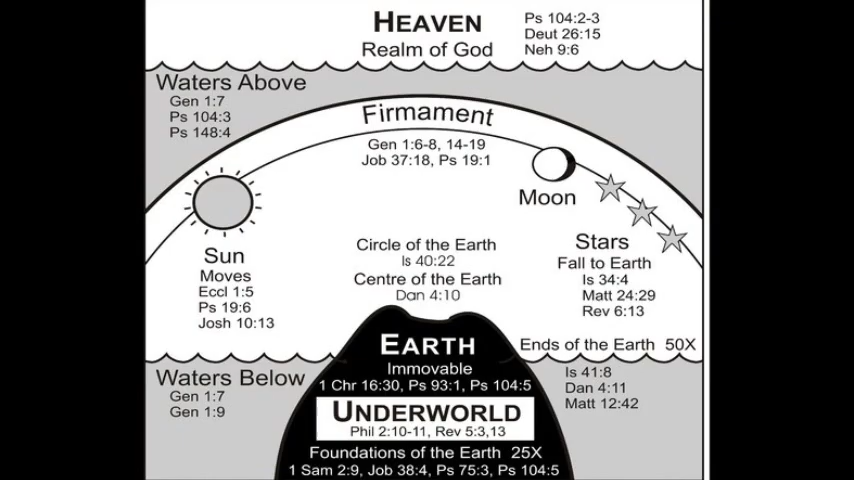 HEAVEN
Realm of God
Ps 104:2-3
Deut 26:15
Neh 9:6
Waters Above
Gen 1:7
Ps 104:3
Ps 148:4
Firmament
Gen 1:6-8, 14-19
Job 37:18, Ps 19:1
Moon
Sun
Moves
Eccl 1:5
Ps 19:6
Josh 10:13
Circle of the Earth
Is 40:22
Centre of the Earth
Dan 4:10
Stars
Fall to Earth
Is 34:4
Matt 24:29
Rev 6:13
Ends of the Earth 50X
Is 41:8
Dan 4:11
Matt 12:42
Waters Below
Gen 1:7
Gen 1:9
EARTH
Immovable
1 Chr 16:30, Ps 93:1, Ps 104:5
UNDERWORLD
Phil 2:10-11, Rev 5:3,13
Foundations of the Earth 25X
1 Sam 2:9, Job 38:4, Ps 75:3, Ps 104:5